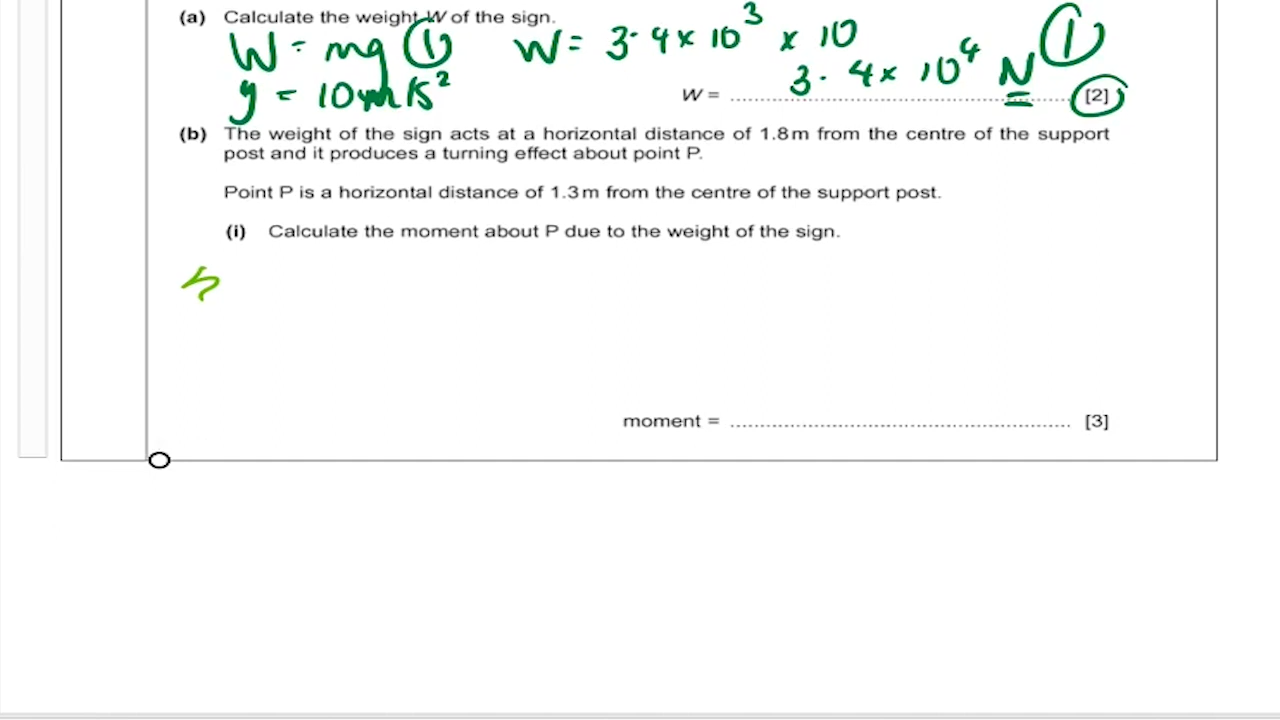 (a) Calculate the weight W of the sign.
W = mg ① W = 3.4 × 10³ × 10
g = 10 m/s² 3.4 × 10⁴ N ①
W = ........................................ [2]
(b) The weight of the sign acts at a horizontal distance of 1.8 m from the centre of the support
post and it produces a turning effect about point P.
Point P is a horizontal distance of 1.3 m from the centre of the support post.
(i) Calculate the moment about P due to the weight of the sign.
moment = ........................................ [3]